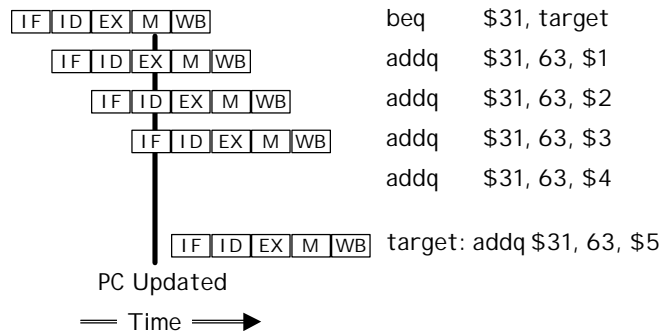 IF ID EX M WB beq $31, target
IF ID EX M WB addq $31, 63, $1
IF ID EX M WB addq $31, 63, $2
IF ID EX M WB addq $31, 63, $3
addq $31, 63, $4
IF ID EX M WB target: addq $31, 63, $5
PC Updated
Time